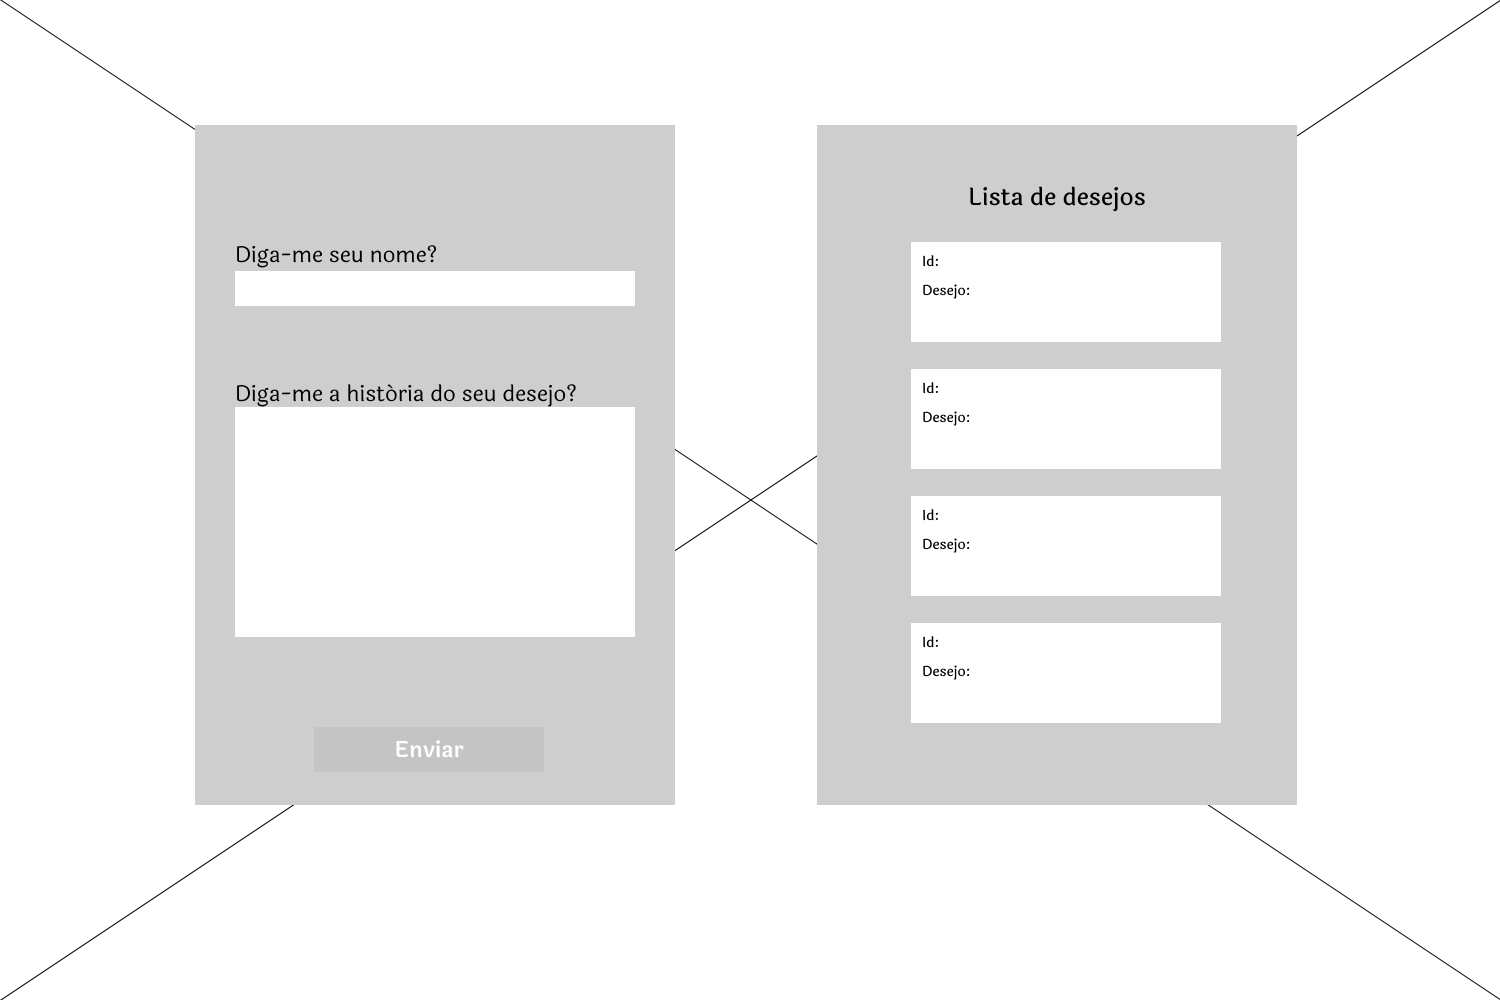 Diga-me seu nome?
Diga-me a història do seu desejo?
Enviar
Lista de desejos
Id:
Desejo:
Id:
Desejo:
Id:
Desejo:
Id:
Desejo: